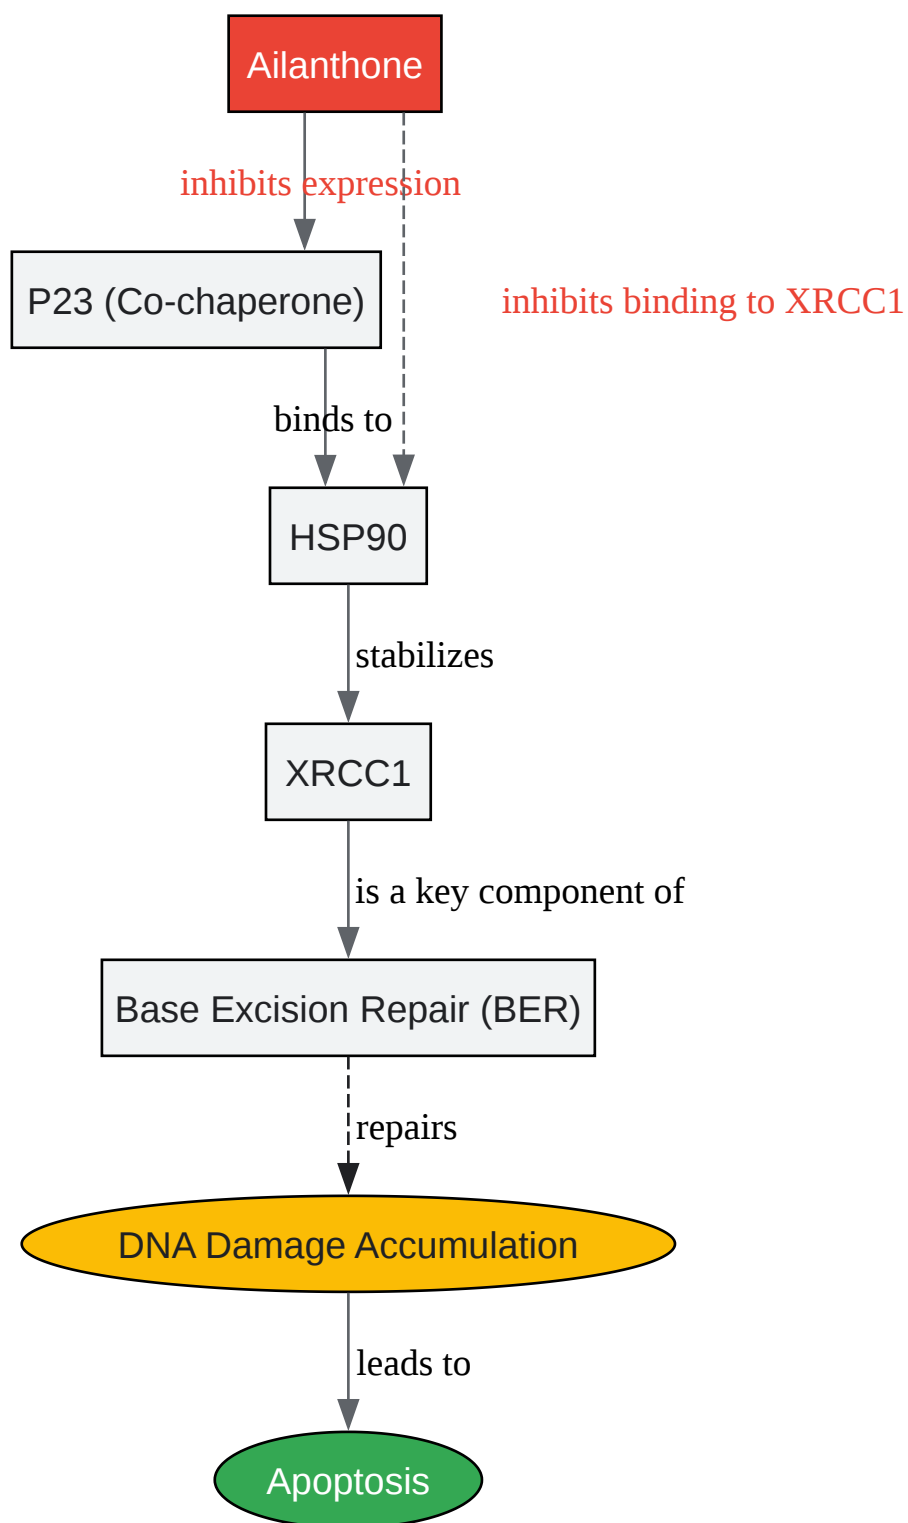 Ailanthone
inhibits expression
P23 (Co-chaperone)
inhibits binding to XRCC1
binds to
HSP90
stabilizes
XRCC1
is a key component of
Base Excision Repair (BER)
repairs
DNA Damage Accumulation
leads to
Apoptosis